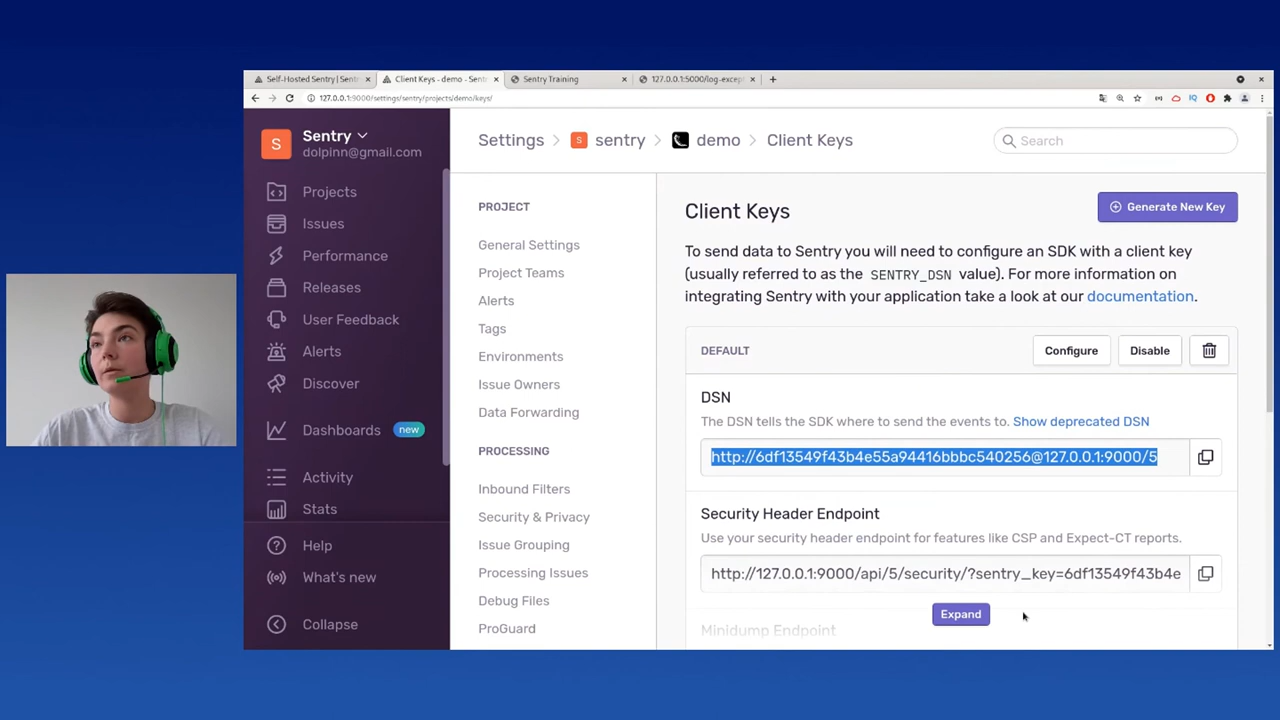 Self-Hosted Sentry | Sentr
Client Keys - demo - Sentr
Sentry Training
127.0.0.1:5000/log-except
127.0.0.1:9000/settings/sentry/projects/demo/keys/
S
Sentry
dolpinn@gmail.com
Projects
Issues
Performance
Releases
User Feedback
Alerts
Discover
Dashboards
new
Activity
Stats
Help
What's new
Collapse
Settings
S
sentry
demo
Client Keys
Search
PROJECT
General Settings
Project Teams
Alerts
Tags
Environments
Issue Owners
Data Forwarding
PROCESSING
Inbound Filters
Security & Privacy
Issue Grouping
Processing Issues
Debug Files
ProGuard
Client Keys
Generate New Key
To send data to Sentry you will need to configure an SDK with a client key
(usually referred to as the SENTRY_DSN value). For more information on
integrating Sentry with your application take a look at our documentation.
DEFAULT
Configure
Disable
DSN
The DSN tells the SDK where to send the events to. Show deprecated DSN
http://6df13549f43b4e55a94416bbbc540256@127.0.0.1:9000/5
Security Header Endpoint
Use your security header endpoint for features like CSP and Expect-CT reports.
http://127.0.0.1:9000/api/5/security/?sentry_key=6df13549f43b4e
Expand
Minidump Endpoint